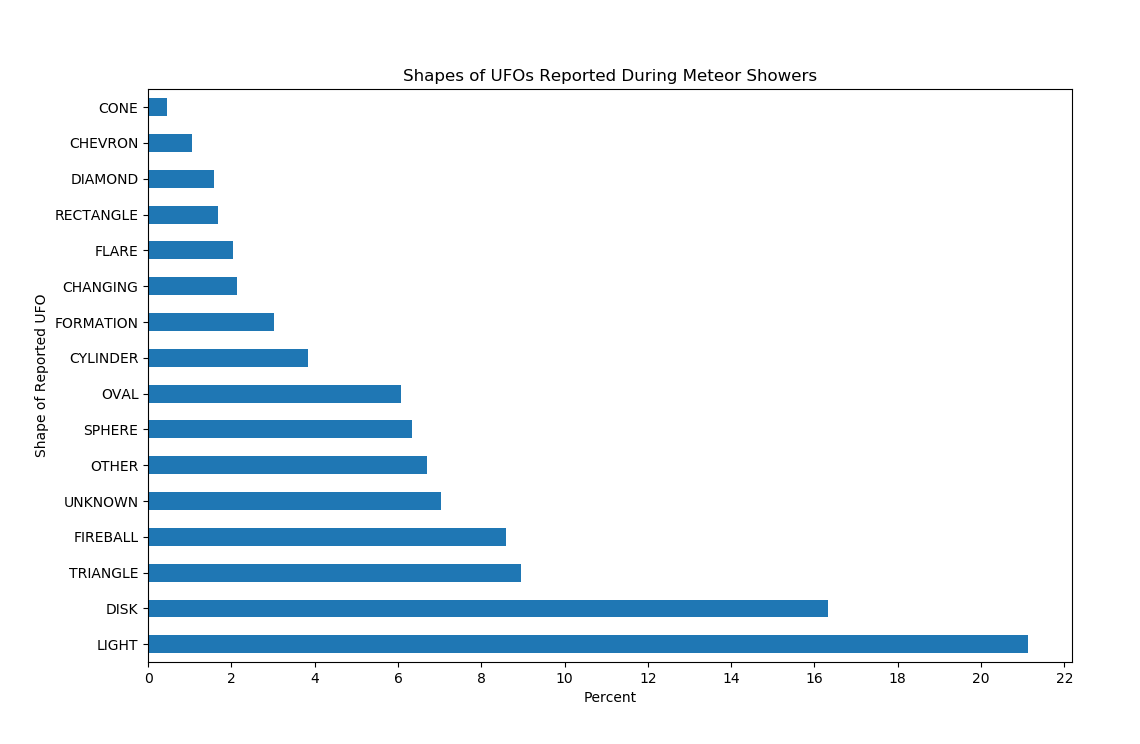 Shapes of UFOs Reported During Meteor Showers
CONE
CHEVRON
DIAMOND
RECTANGLE
FLARE
CHANGING
FORMATION
CYLINDER
OVAL
SPHERE
OTHER
UNKNOWN
FIREBALL
TRIANGLE
DISK
LIGHT
Shape of Reported UFO
0 2 4 6 8 10 12 14 16 18 20 22
Percent